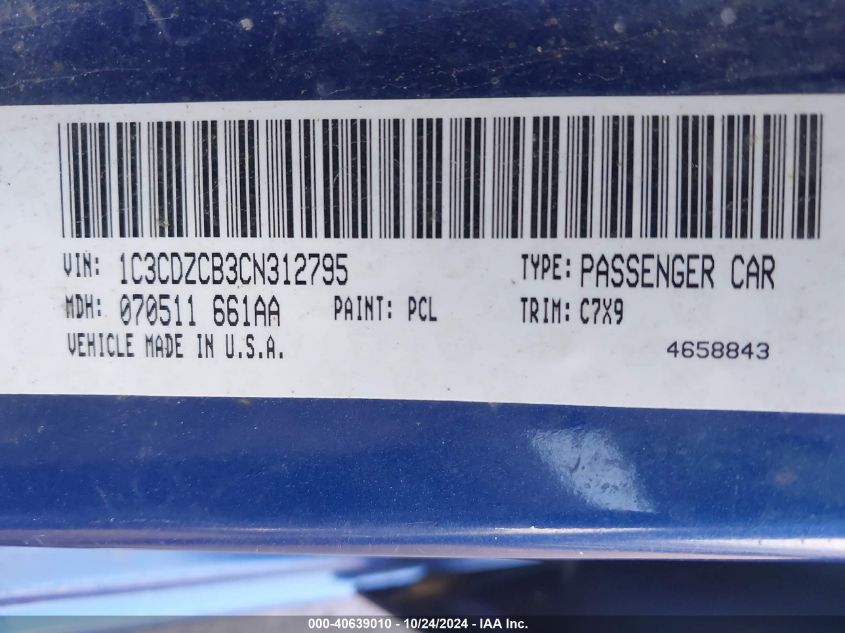 VIN: 1C3CDZCB3CN312795 TYPE: PASSENGER CAR
MDH: 070511 661AA PAINT: PCL TRIM: C7X9
VEHICLE MADE IN U.S.A. 4658843
000-40639010 - 10/24/2024 - IAA Inc.